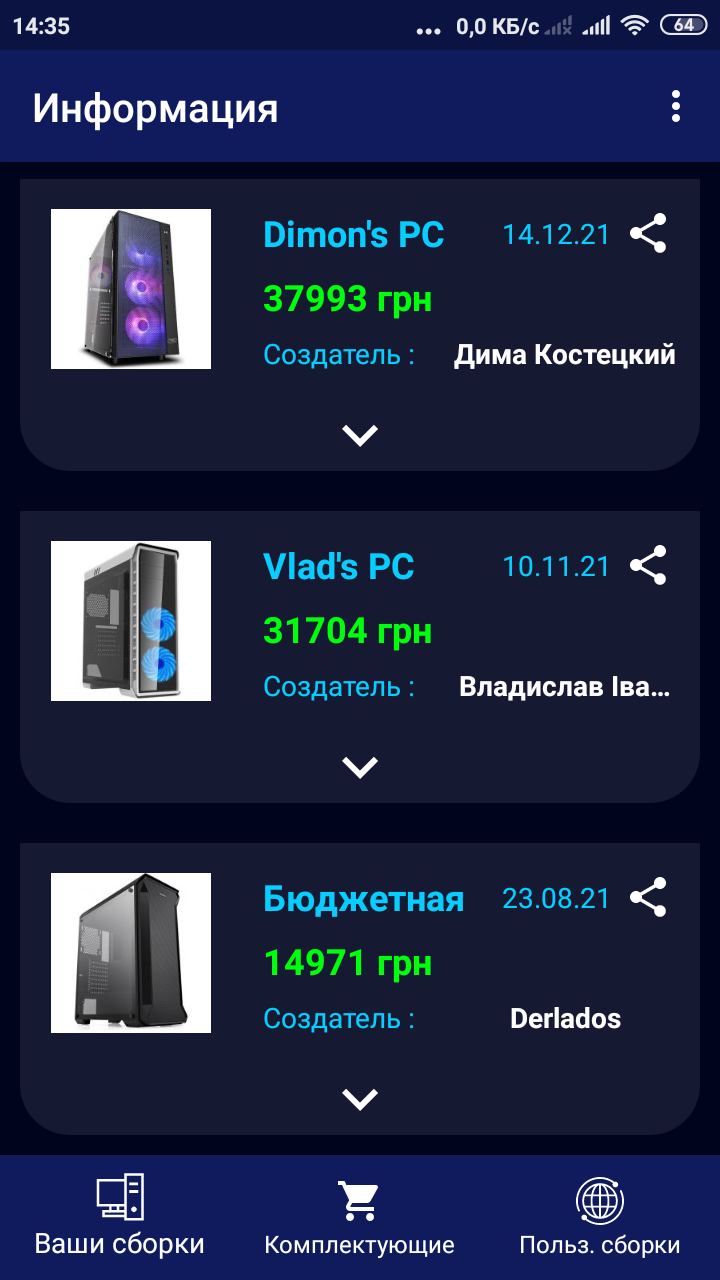 14:35 ... 0,0 КБ/с 64
Информация
Dimon's PC 14.12.21
37993 грн
Создатель : Дима Костецкий
Vlad's PC 10.11.21
31704 грн
Создатель : Владислав Іва...
Бюджетная 23.08.21
14971 грн
Создатель : Derlados
Ваши сборки Комплектующие Польз. сборки